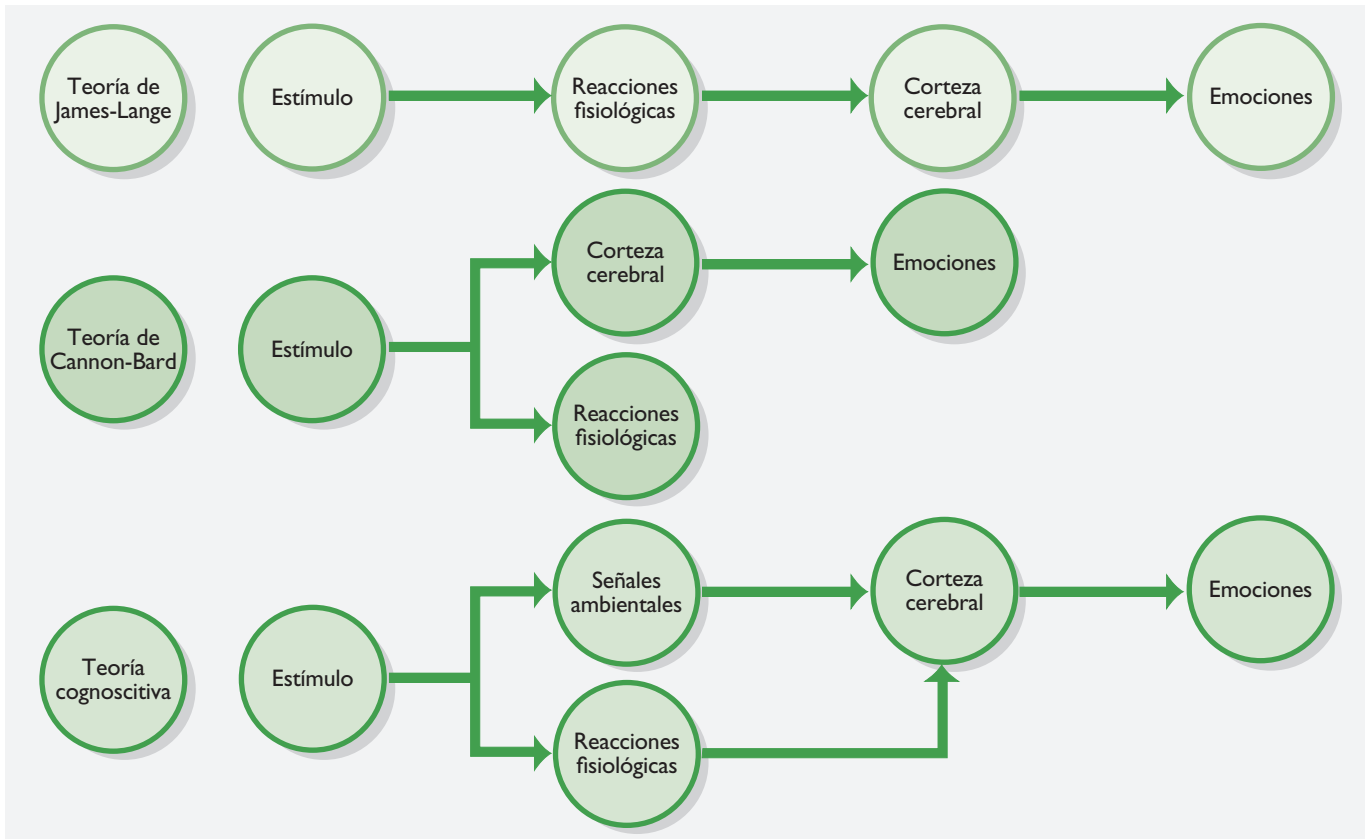 Teoría de
James-Lange
Estímulo
Reacciones
fisiológicas
Corteza
cerebral
Emociones
Teoría de
Cannon-Bard
Estímulo
Corteza
cerebral
Emociones
Reacciones
fisiológicas
Teoría
cognoscitiva
Estímulo
Señales
ambientales
Corteza
cerebral
Emociones
Reacciones
fisiológicas